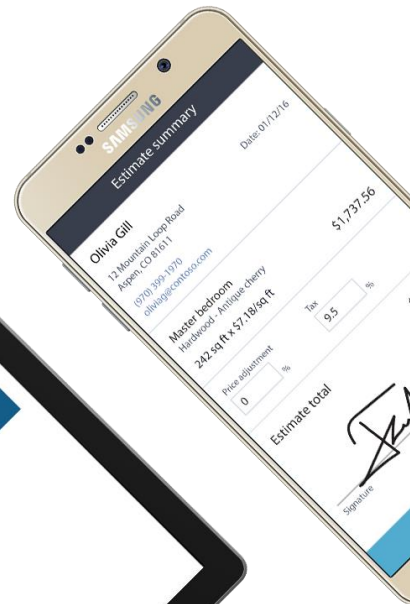 SAMSUNG
Estimate summary
Olivia Gill
Date: 01/12/16
12 Mountain Loop Road
Aspen, CO 81611
(970) 399-1970
oliviag@contoso.com
Master bedroom
Hardwood - Antique cherry
242 sq ft x $7.18/sq ft
$1,737.56
Price adjustment
Tax
0 %
9.5 %
Estimate total
Signature